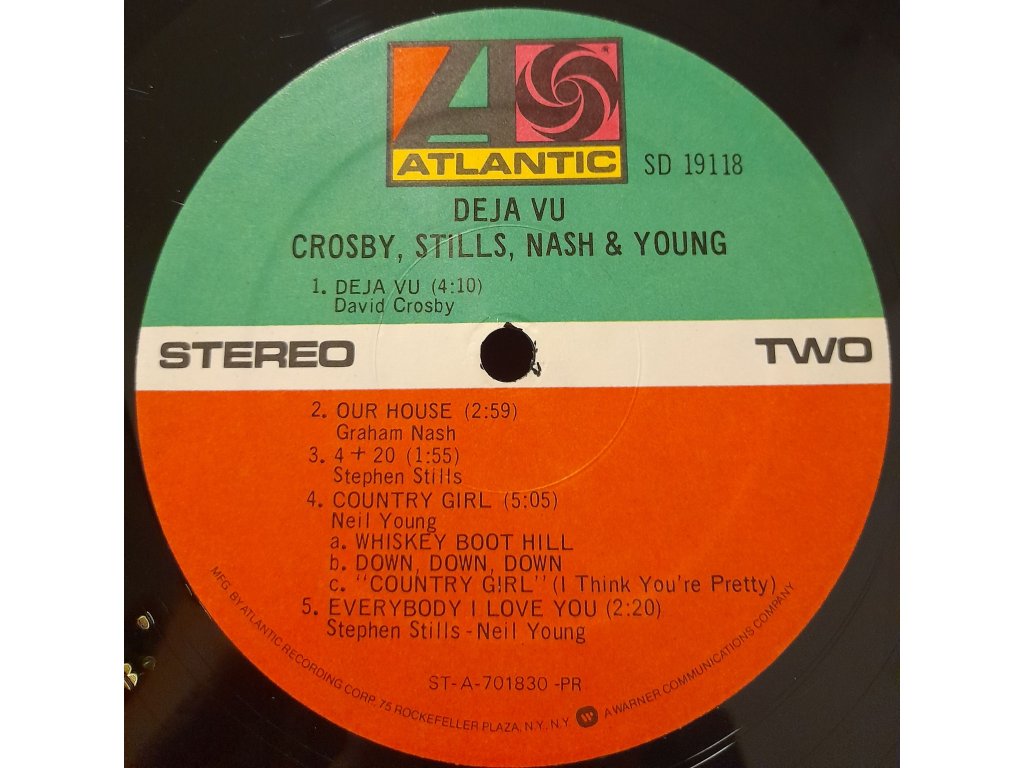 ATLANTIC
SD 19118
DEJA VU
CROSBY, STILLS, NASH & YOUNG
1. DEJA VU (4:10)
David Crosby
STEREO
TWO
2. OUR HOUSE (2:59)
Graham Nash
3. 4 + 20 (1:55)
Stephen Stills
4. COUNTRY GIRL (5:05)
Neil Young
a. WHISKEY BOOT HILL
b. DOWN, DOWN, DOWN
c. "COUNTRY GIRL" (I Think You're Pretty)
5. EVERYBODY I LOVE YOU (2:20)
Stephen Stills - Neil Young
ST-A-701830 -PR
MFG. BY ATLANTIC RECORDING CORP. 75 ROCKEFELLER PLAZA, N.Y., N.Y. A WARNER COMMUNICATIONS COMPANY